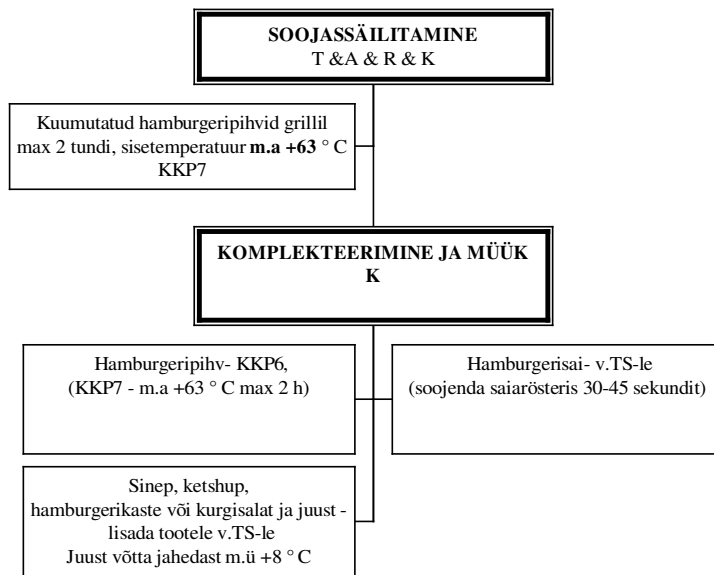 SOOJASSÄILITAMINE
T &A & R & K
Kuumutatud hamburgeripihvid grillil
max 2 tundi, sisetemperatuur m.a +63 ° C
KKP7
KOMPLEKTEERIMINE JA MÜÜK
K
Hamburgeripihv- KKP6,
(KKP7 - m.a +63 ° C max 2 h)
Hamburgerisai- v.TS-le
(soojenda saiarösteris 30-45 sekundit)
Sinep, ketshup,
hamburgerikaste või kurgisalat ja juust -
lisada tootele v.TS-le
Juust võtta jahedast m.ü +8 ° C